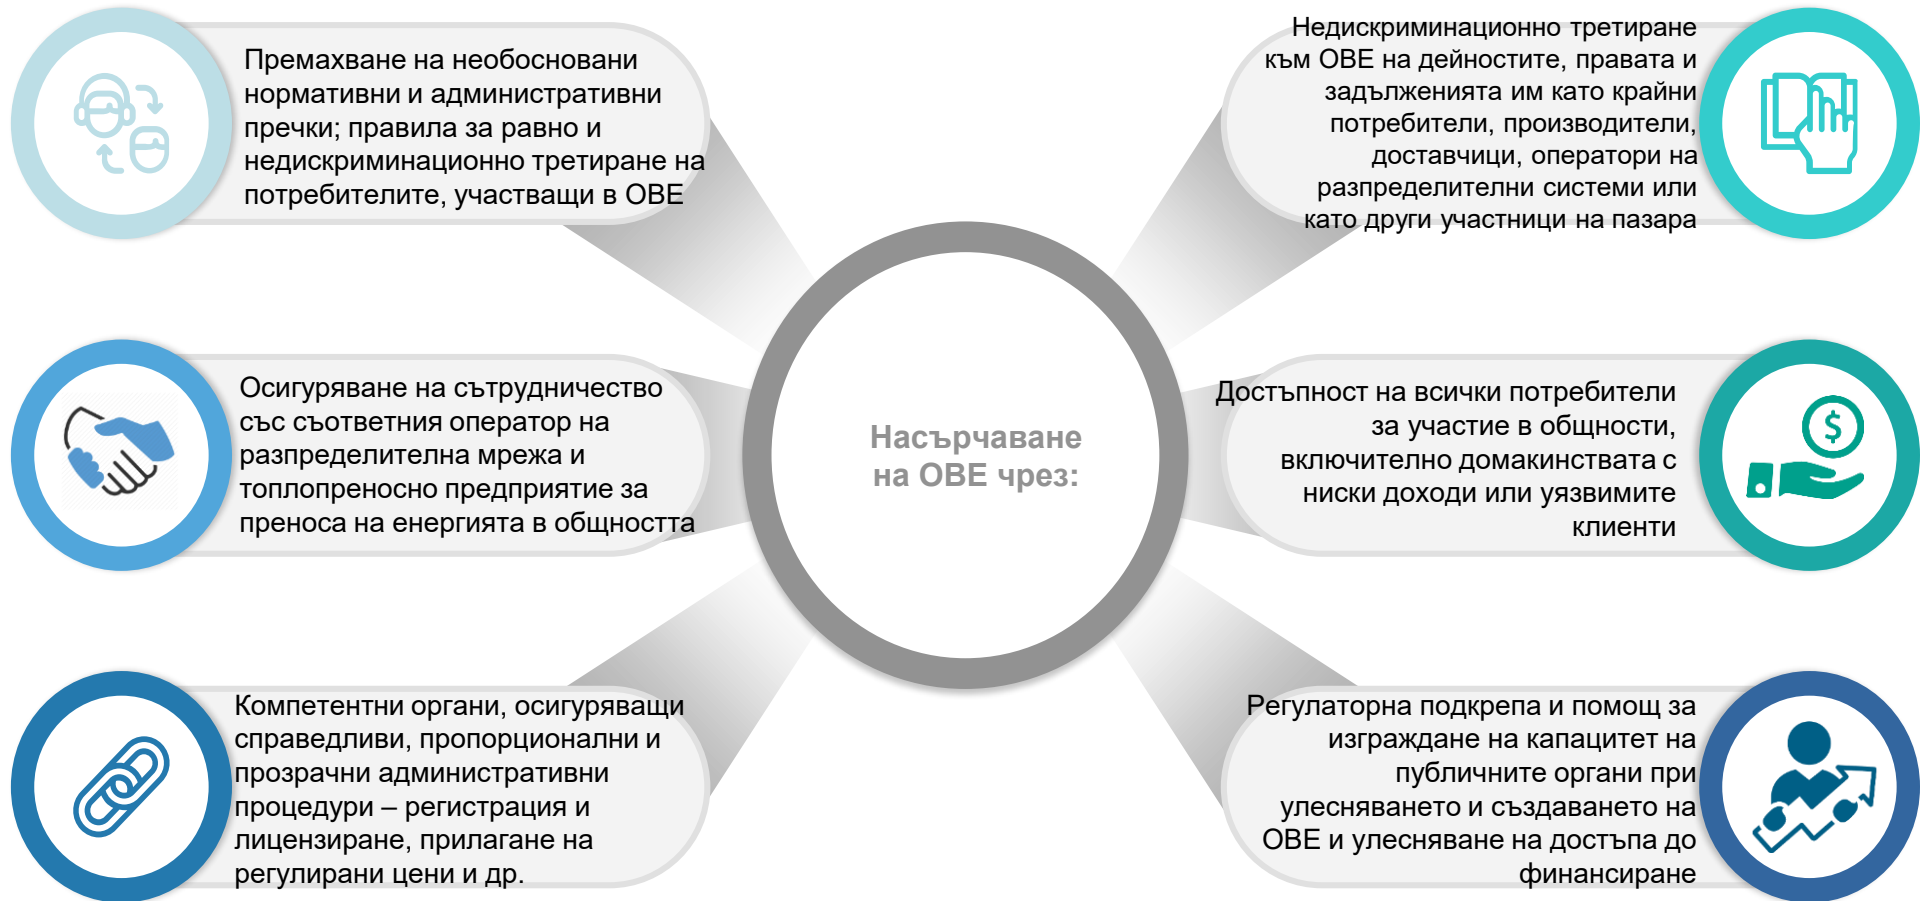 Премахване на необосновани
нормативни и административни
пречки; правила за равно и
недискриминационно третиране на
потребителите, участващи в ОВЕ
Осигуряване на сътрудничество
със съответния оператор на
разпределителна мрежа и
топлопреносно предприятие за
преноса на енергията в общността
Компетентни органи, осигуряващи
справедливи, пропорционални и
прозрачни административни
процедури – регистрация и
лицензиране, прилагане на
регулирани цени и др.
Насърчаване
на ОВЕ чрез:
Недискриминационно третиране
към ОВЕ на дейностите, правата и
задълженията им като крайни
потребители, производители,
доставчици, оператори на
разпределителни системи или
като други участници на пазара
Достъпност на всички потребители
за участие в общности,
включително домакинствата с
ниски доходи или уязвимите
клиенти
$
Регулаторна подкрепа и помощ за
изграждане на капацитет на
публичните органи при
улесняването и създаването на
ОВЕ и улесняване на достъпа до
финансиране